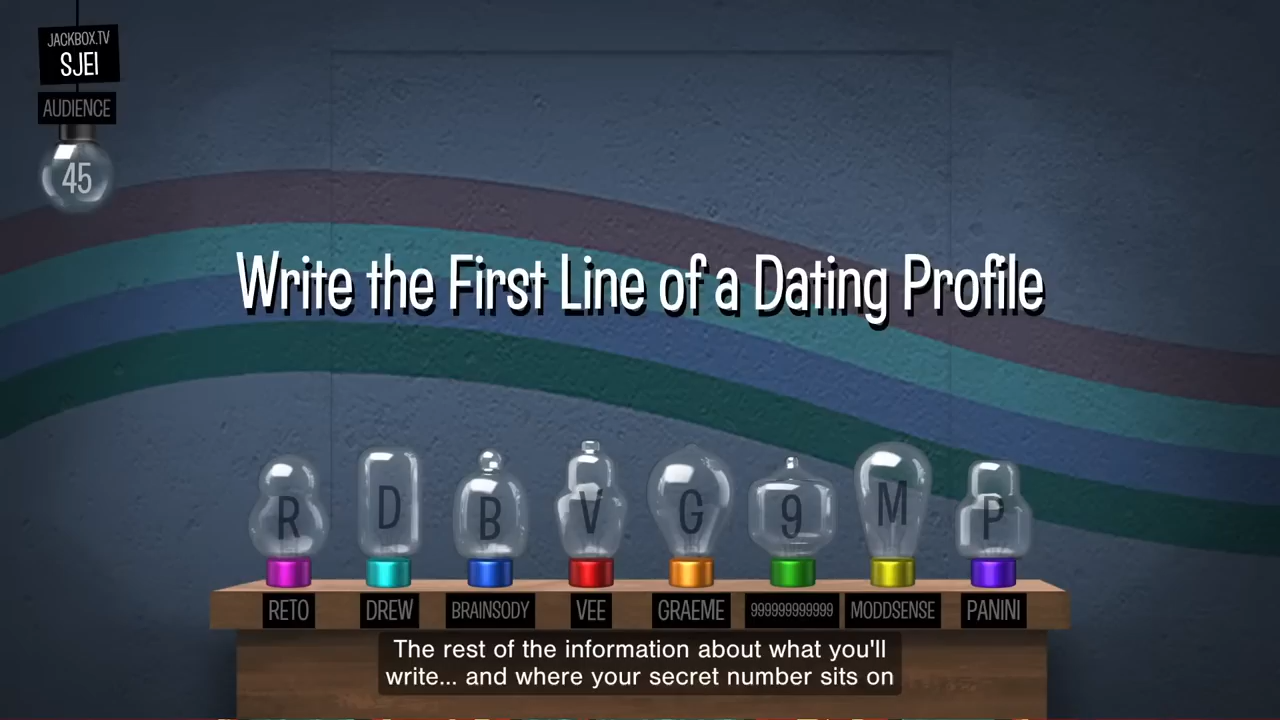 JACKBOX.TV
SJEI
AUDIENCE
45
Write the First Line of a Dating Profile
R D B V G 9 M P
RETO DREW BRAINSODY VEE GRAEME 999999999999 MODDSENSE PANINI
The rest of the information about what you'll
write... and where your secret number sits on